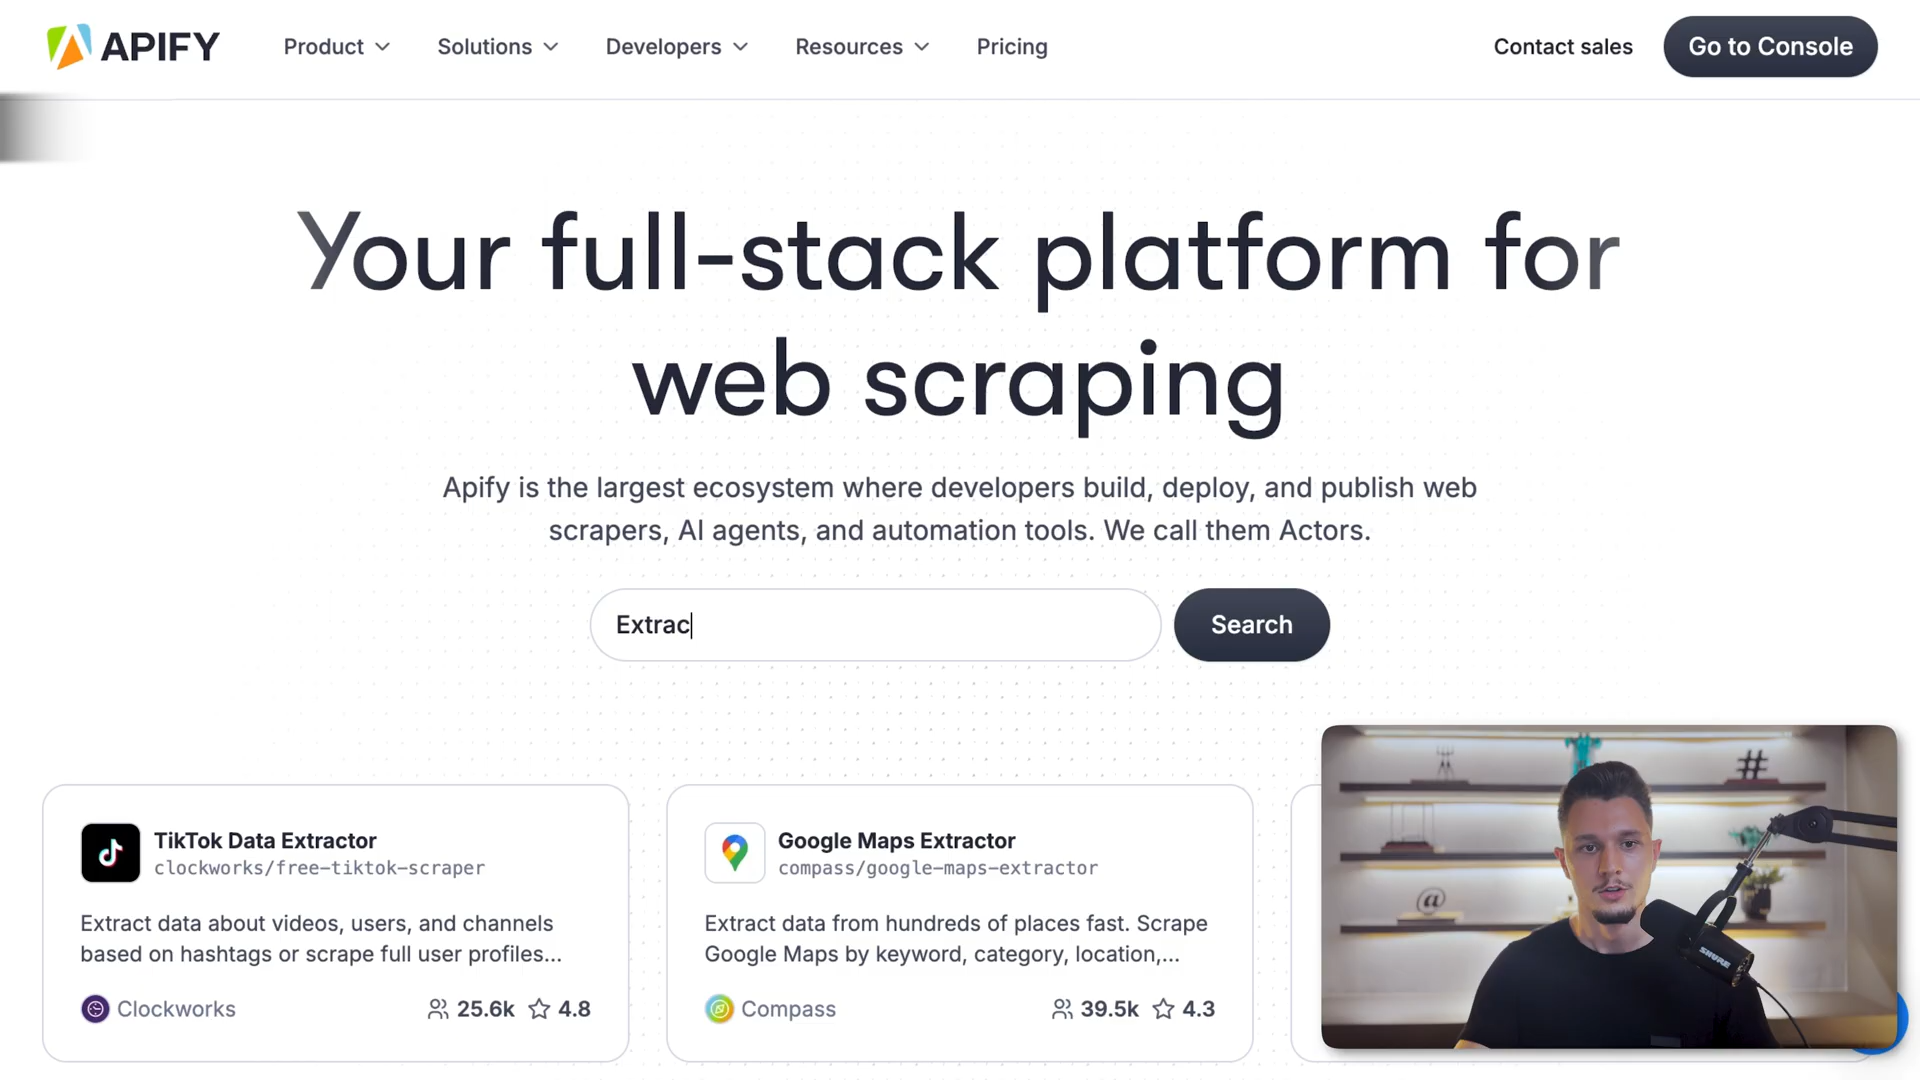 APIFY
Product
Solutions
Developers
Resources
Pricing
Contact sales
Go to Console
Your full-stack platform for
web scraping
Apify is the largest ecosystem where developers build, deploy, and publish web
scrapers, AI agents, and automation tools. We call them Actors.
Extrac
Search
TikTok Data Extractor
clockworks/free-tiktok-scraper
Extract data about videos, users, and channels
based on hashtags or scrape full user profiles...
Clockworks
25.6k
4.8
Google Maps Extractor
compass/google-maps-extractor
Extract data from hundreds of places fast. Scrape
Google Maps by keyword, category, location,...
Compass
39.5k
4.3
#
@
SHURE